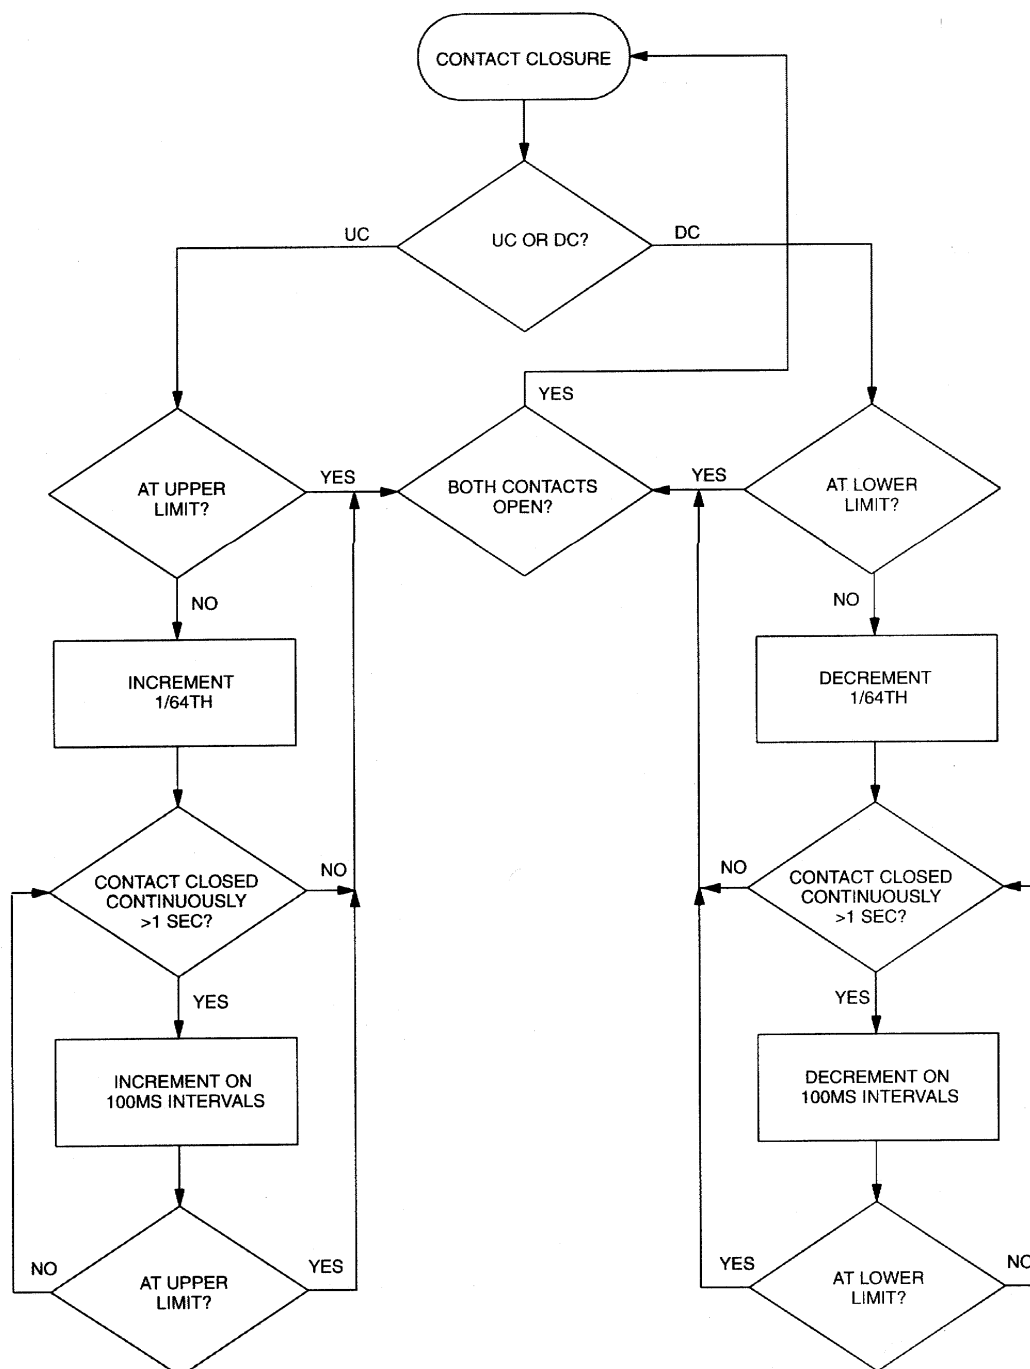 CONTACT CLOSURE
UC OR DC?
UC
DC
YES
AT UPPER
LIMIT?
YES
BOTH CONTACTS
OPEN?
YES
AT LOWER
LIMIT?
NO
NO
INCREMENT
1/64TH
DECREMENT
1/64TH
CONTACT CLOSED
CONTINUOUSLY
>1 SEC?
NO
NO
CONTACT CLOSED
CONTINUOUSLY
>1 SEC?
YES
YES
INCREMENT ON
100MS INTERVALS
DECREMENT ON
100MS INTERVALS
NO
AT UPPER
LIMIT?
YES
YES
AT LOWER
LIMIT?
NO